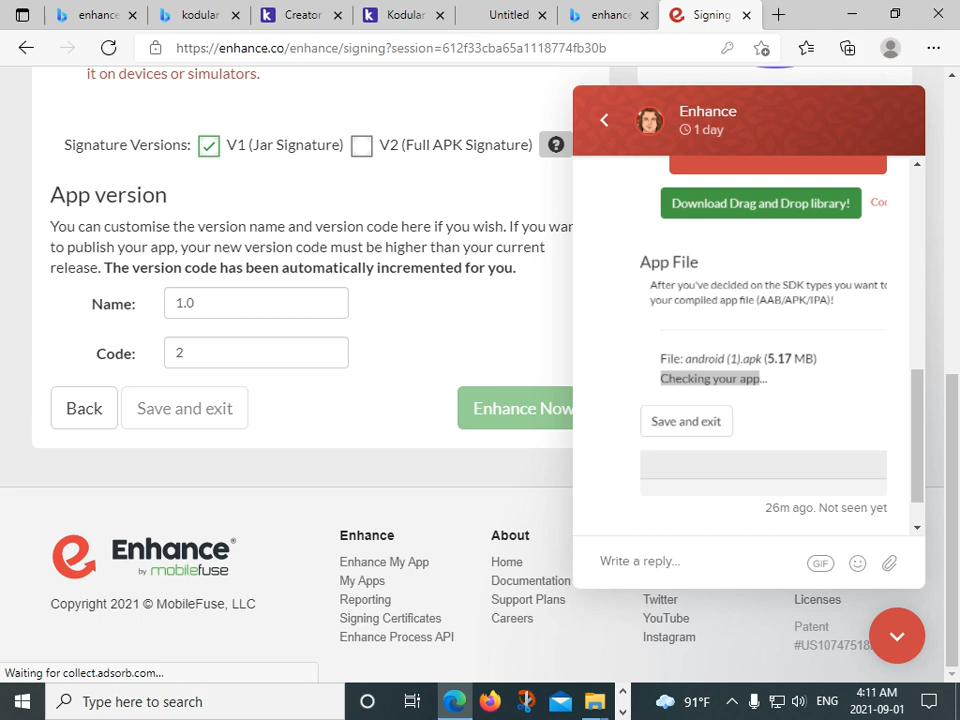 enhance
kodular
Creator
Kodular
Untitled
enhance
Signing
https://enhance.co/enhance/signing?session=612f33cba65a1118774fb30b
it on devices or simulators.
Signature Versions:
V1 (Jar Signature)
V2 (Full APK Signature)
?
App version
You can customise the version name and version code here if you wish. If you wan
to publish your app, your new version code must be higher than your current
release. The version code has been automatically incremented for you.
Name:
1.0
Code:
2
Back
Save and exit
Enhance Now
Enhance
1 day
Download Drag and Drop library!
App File
After you've decided on the SDK types you want to
your compiled app file (AAB/APK/IPA)!
File: android (1).apk (5.17 MB)
Checking your app...
Save and exit
26m ago. Not seen yet
Write a reply...
GIF
Enhance®
by mobilefuse
Copyright 2021 © MobileFuse, LLC
Enhance
Enhance My App
My Apps
Reporting
Signing Certificates
Enhance Process API
About
Home
Documentation
Support Plans
Careers
Twitter
YouTube
Instagram
Licenses
Patent
#US1074751
Waiting for collect.adsorb.com...
Type here to search
91°F
ENG
4:11 AM
2021-09-01